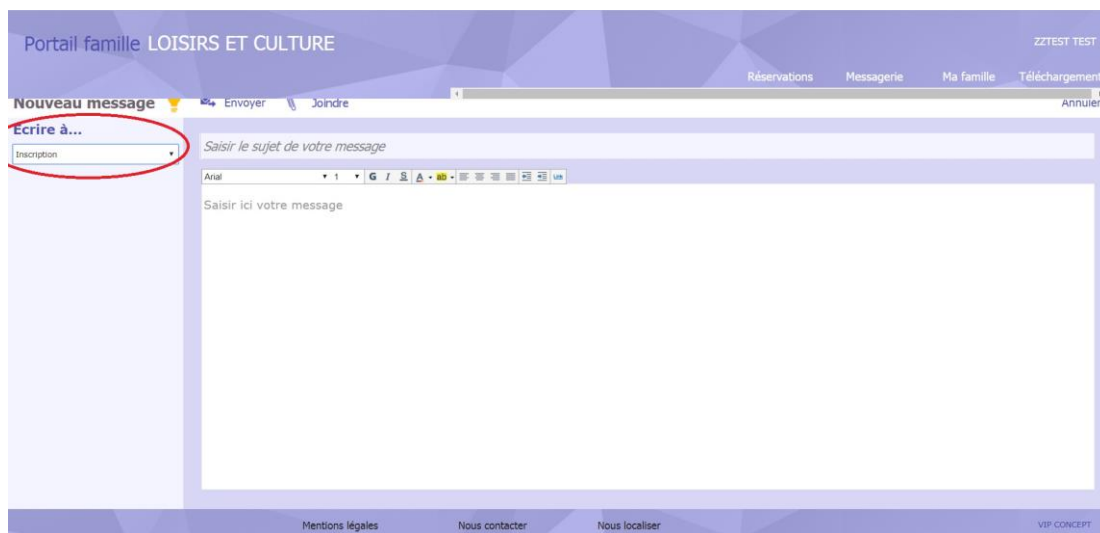 Portail famille LOISIRS ET CULTURE
ZZTEST TEST
Réservations Messagerie Ma famille Téléchargement
Nouveau message Envoyer Joindre Annuler
Ecrire à...
Inscription
Saisir le sujet de votre message
Arial 1 G I S A ab
Saisir ici votre message
Mentions légales Nous contacter Nous localiser VIP CONCEPT